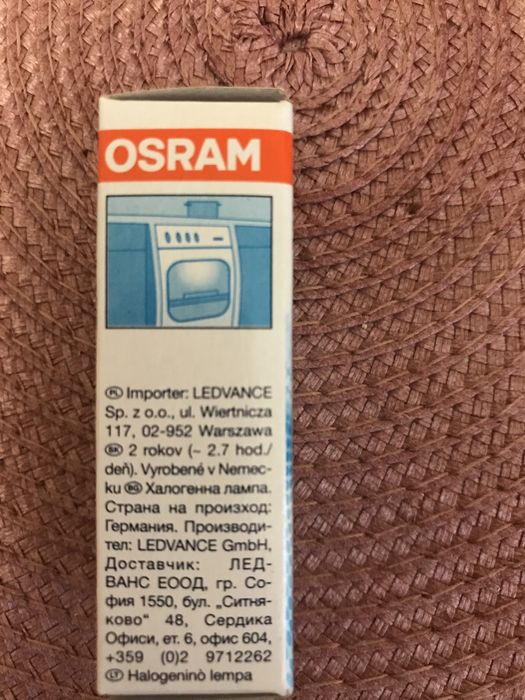 OSRAM
PL Importer: LEDVANCE
Sp. z o.o., ul. Wiertnicza
117, 02-952 Warszawa
SK 2 rokov (~ 2.7 hod./
deň). Vyrobené v Nemec-
ku BG Халогенна лампа.
Страна на произход:
Германия. Производи-
тел: LEDVANCE GmbH,
Доставчик: ЛЕД-
ВАНС ЕООД, гр. Со-
фия 1550, бул. „Ситня-
ково“ 48, Сердика
Офиси, ет. 6, офис 604,
+359 (0)2 9712262
LT Halogeninò lempa